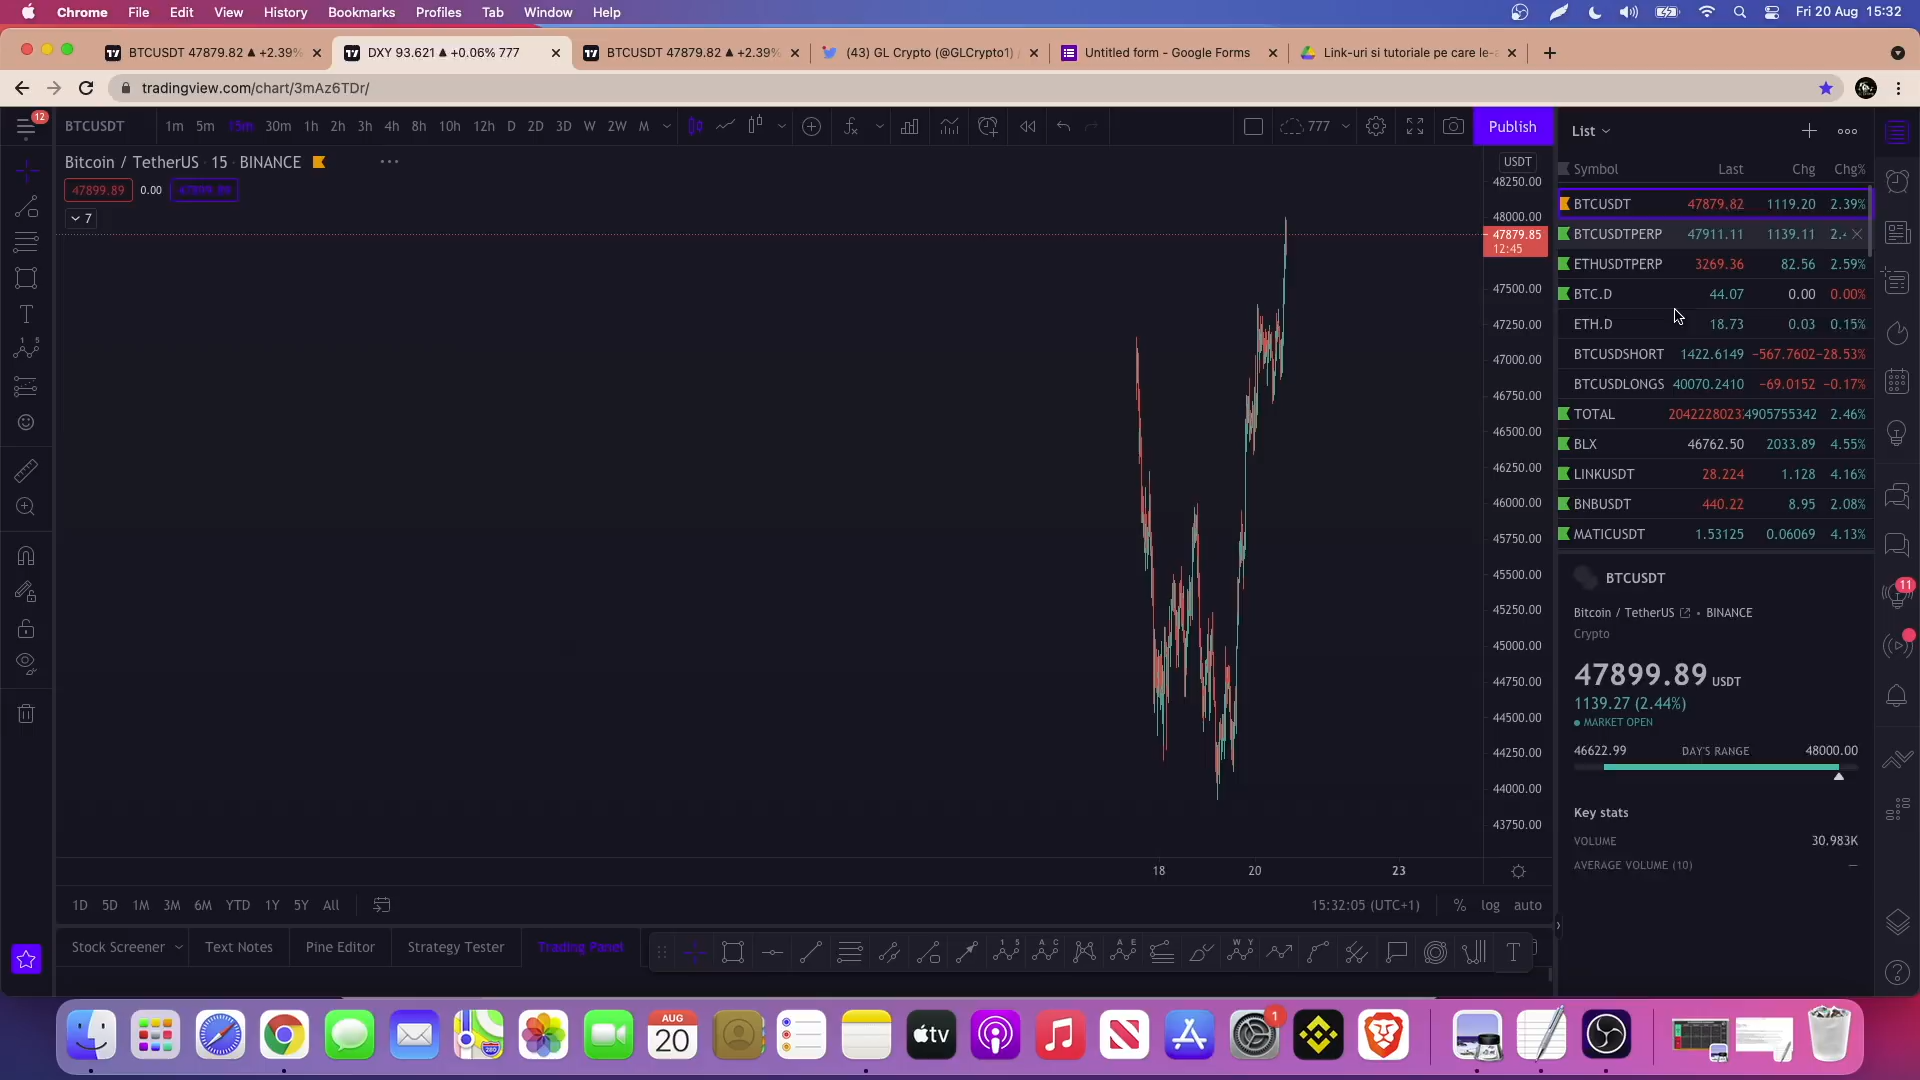 Chrome File Edit View History Bookmarks Profiles Tab Window Help Fri 20 Aug 15:32
BTCUSDT 47879.82 ▲ +2.39% DXY 93.621 ▲ +0.06% 777 BTCUSDT 47879.82 ▲ +2.39% (43) GL Crypto (@GLCrypto1) Untitled form - Google Forms Link-uri si tutoriale pe care le-a
tradingview.com/chart/3mAz6TDr/
12
BTCUSDT 1m 5m 15m 30m 1h 2h 3h 4h 8h 10h 12h D 2D 3D W 2W M 777 Publish
Bitcoin / TetherUS · 15 · BINANCE
47899.89 0.00
7
USDT
48250.00
48000.00
47879.85
12:45
47500.00
47250.00
47000.00
46750.00
46500.00
46250.00
46000.00
45750.00
45500.00
45250.00
45000.00
44750.00
44500.00
44250.00
44000.00
43750.00
18 20 23
1D 5D 1M 3M 6M YTD 1Y 5Y All 15:32:05 (UTC+1) % log auto
Stock Screener Text Notes Pine Editor Strategy Tester Trading Panel
List
Symbol Last Chg Chg%
BTCUSDT 47879.82 1119.20 2.39%
BTCUSDTPERP 47911.11 1139.11
ETHUSDTPERP 3269.36 82.56 2.59%
BTC.D 44.07 0.00 0.00%
ETH.D 18.73 0.03 0.15%
BTCUSDSHORT 1422.6149 −567.7602 −28.53%
BTCUSDLONGS 40070.2410 −69.0152 −0.17%
TOTAL 2042228023 4905755342 2.46%
BLX 46762.50 2033.89 4.55%
LINKUSDT 28.224 1.128 4.16%
BNBUSDT 440.22 8.95 2.08%
MATICUSDT 1.53125 0.06069 4.13%
BTCUSDT
Bitcoin / TetherUS • BINANCE
Crypto
47899.89 USDT
1139.27 (2.44%)
MARKET OPEN
46622.99 DAY'S RANGE 48000.00
Key stats
VOLUME 30.983K
AVERAGE VOLUME (10) —
11
AUG
20
tv
1